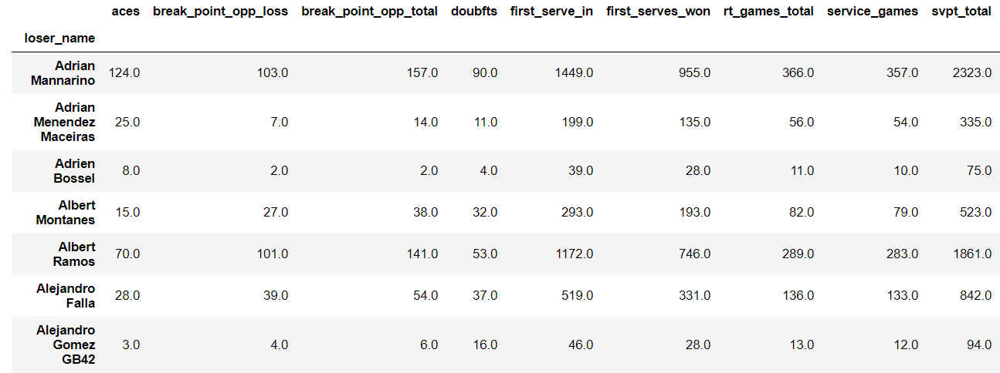 aces break_point_opp_loss break_point_opp_total doubfts first_serve_in first_serves_won rt_games_total service_games svpt_total
loser_name
Adrian
Mannarino 124.0 103.0 157.0 90.0 1449.0 955.0 366.0 357.0 2323.0
Adrian
Menendez 25.0 7.0 14.0 11.0 199.0 135.0 56.0 54.0 335.0
Maceiras
Adrien
Bossel 8.0 2.0 2.0 4.0 39.0 28.0 11.0 10.0 75.0
Albert
Montanes 15.0 27.0 38.0 32.0 293.0 193.0 82.0 79.0 523.0
Albert
Ramos 70.0 101.0 141.0 53.0 1172.0 746.0 289.0 283.0 1861.0
Alejandro
Falla 28.0 39.0 54.0 37.0 519.0 331.0 136.0 133.0 842.0
Alejandro
Gomez 3.0 4.0 6.0 16.0 46.0 28.0 13.0 12.0 94.0
GB42